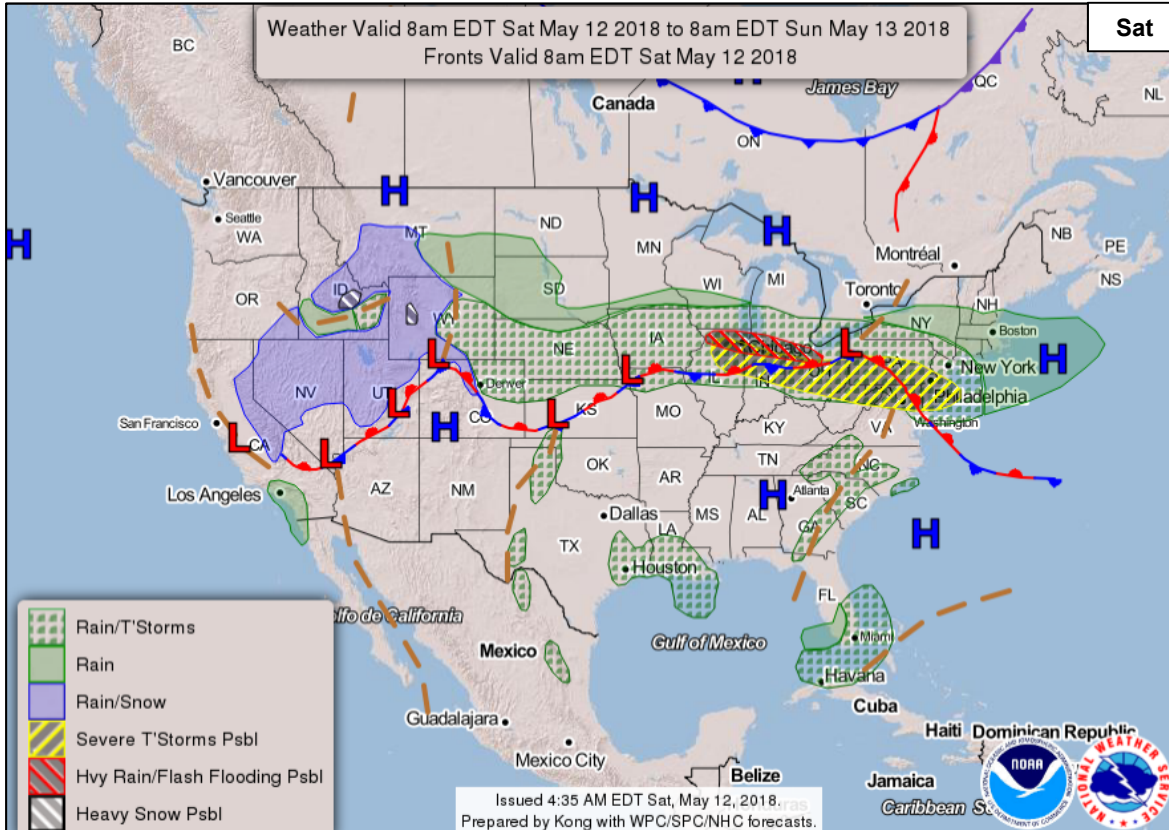 Weather Valid 8am EDT Sat May 12 2018 to 8am EDT Sun May 13 2018
Fronts Valid 8am EDT Sat May 12 2018
Sat
BC
James Bay
QC
NL
Canada
ON
Vancouver
Seattle
WA
MT
ND
MN
Montréal
NB
PE
NS
OR
ID
SD
WI
MI
Toronto
NH
WY
NY
Boston
NE
IA
Chicago
New York
NV
UT
Denver
IL
IN
Philadelphia
San Francisco
CA
CO
KS
MO
KY
VA
Washington
Los Angeles
AZ
NM
OK
AR
TN
NC
Atlanta
SC
Dallas
MS
AL
GA
TX
LA
Houston
FL
Golfo de California
Gulf of Mexico
Miami
Mexico
Havana
Cuba
Guadalajara
Mexico City
Haiti
Dominican Republic
Belize
Jamaica
Caribbean
H
H
H
H
H
H
H
H
L
L
L
L
L
L
L
Rain/T'Storms
Rain
Rain/Snow
Severe T'Storms Psbl
Hvy Rain/Flash Flooding Psbl
Heavy Snow Psbl
Issued 4:35 AM EDT Sat, May 12, 2018.
Prepared by Kong with WPC/SPC/NHC forecasts.
NOAA
NATIONAL WEATHER SERVICE